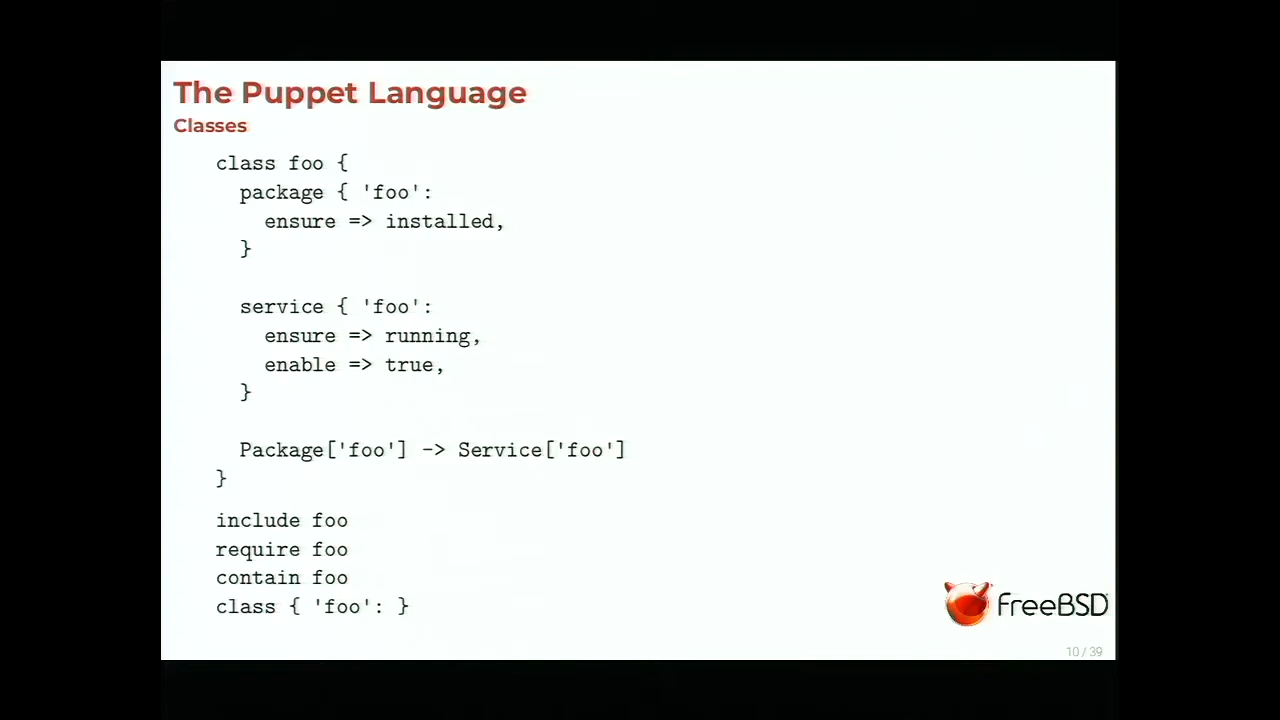 The Puppet Language
Classes
class foo {
  package { 'foo':
    ensure => installed,
  }

  service { 'foo':
    ensure => running,
    enable => true,
  }

  Package['foo'] -> Service['foo']
}
include foo
require foo
contain foo
class { 'foo': }
FreeBSD
10 / 39